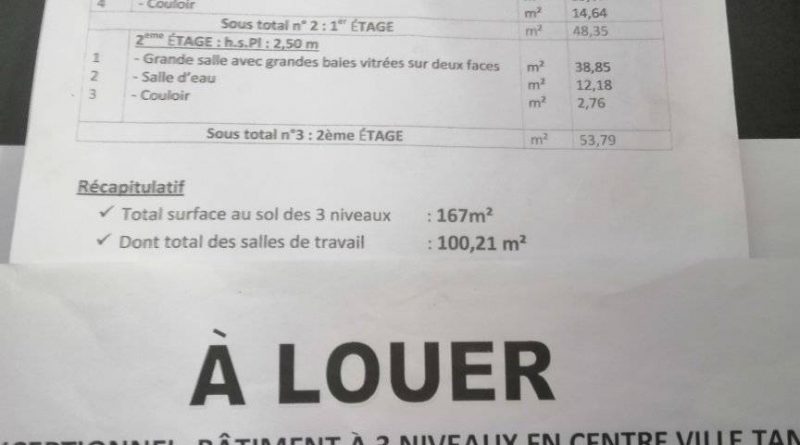 4 - Couloir m² 14,64
Sous total n° 2 : 1er ÉTAGE m² 48,35
2ème ÉTAGE : h.s.Pl : 2,50 m
1 - Grande salle avec grandes baies vitrées sur deux faces m² 38,85
2 - Salle d'eau m² 12,18
3 - Couloir m² 2,76
Sous total n°3 : 2ème ÉTAGE m² 53,79
Récapitulatif
✓ Total surface au sol des 3 niveaux : 167m²
✓ Dont total des salles de travail : 100,21 m²
À LOUER
BÂTIMENT À 3 NIVEAUX EN CENTRE VILLE